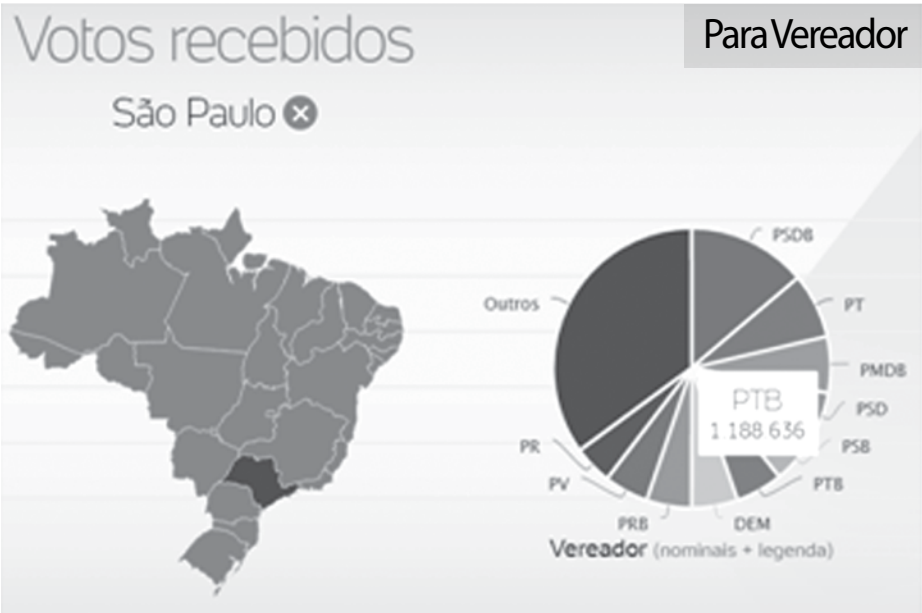 Votos recebidos
Para Vereador
São Paulo
PSDB
Outros
PT
PMDB
PTB
1 188 636
PSD
PSB
PR
PV
PTB
PRB
DEM
Vereador (nominais + legenda)